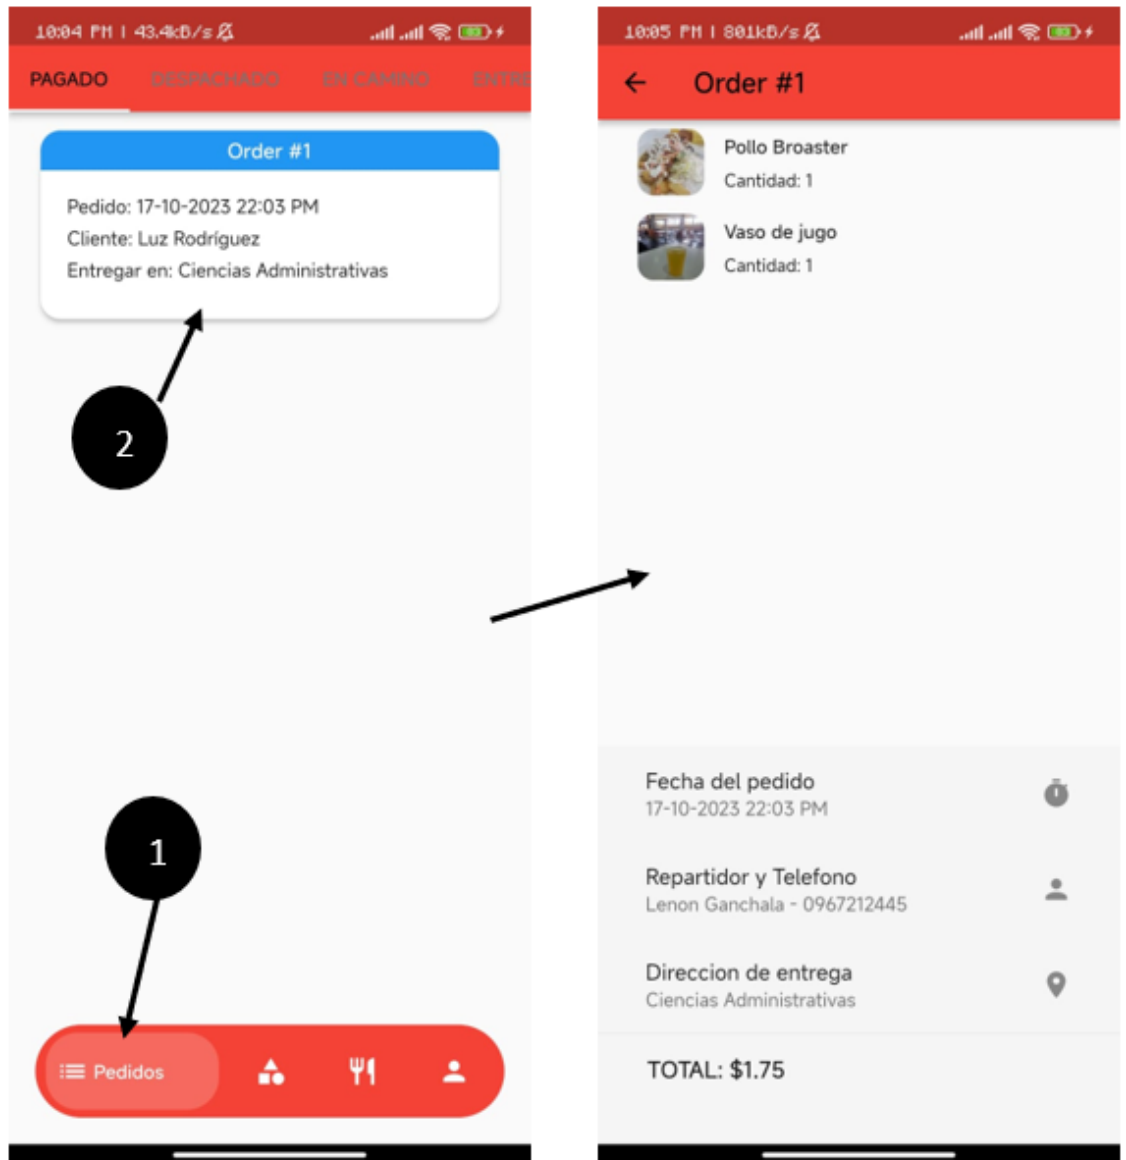 10:04 PM | 43.4kB/s
PAGADO DESPACHADO EN CAMINO ENTRE
Order #1
Pedido: 17-10-2023 22:03 PM
Cliente: Luz Rodríguez
Entregar en: Ciencias Administrativas
2
1
Pedidos
10:05 PM | 801kB/s
Order #1
Pollo Broaster
Cantidad: 1
Vaso de jugo
Cantidad: 1
Fecha del pedido
17-10-2023 22:03 PM
Repartidor y Telefono
Lenon Ganchala - 0967212445
Direccion de entrega
Ciencias Administrativas
TOTAL: $1.75